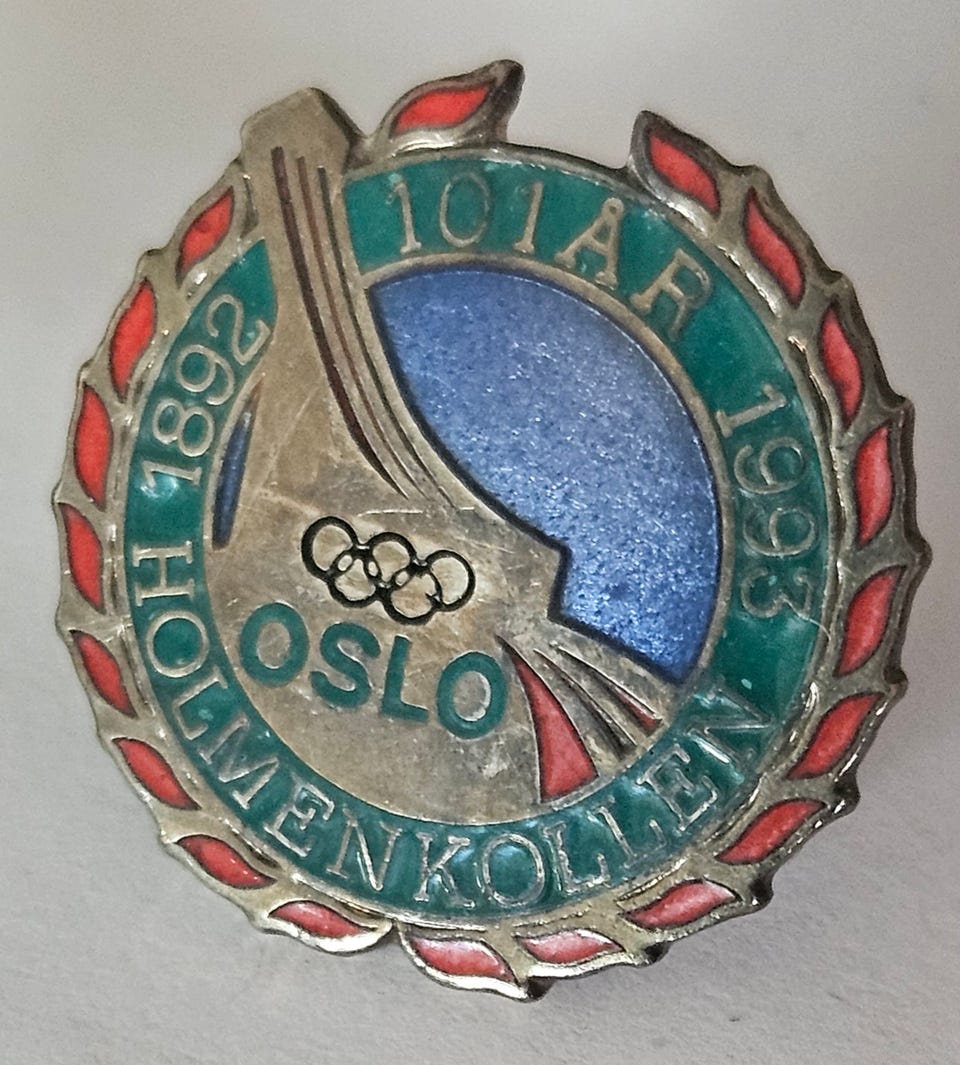 1892 101 ÅR 1993
OSLO
HOLMENKOLLEN